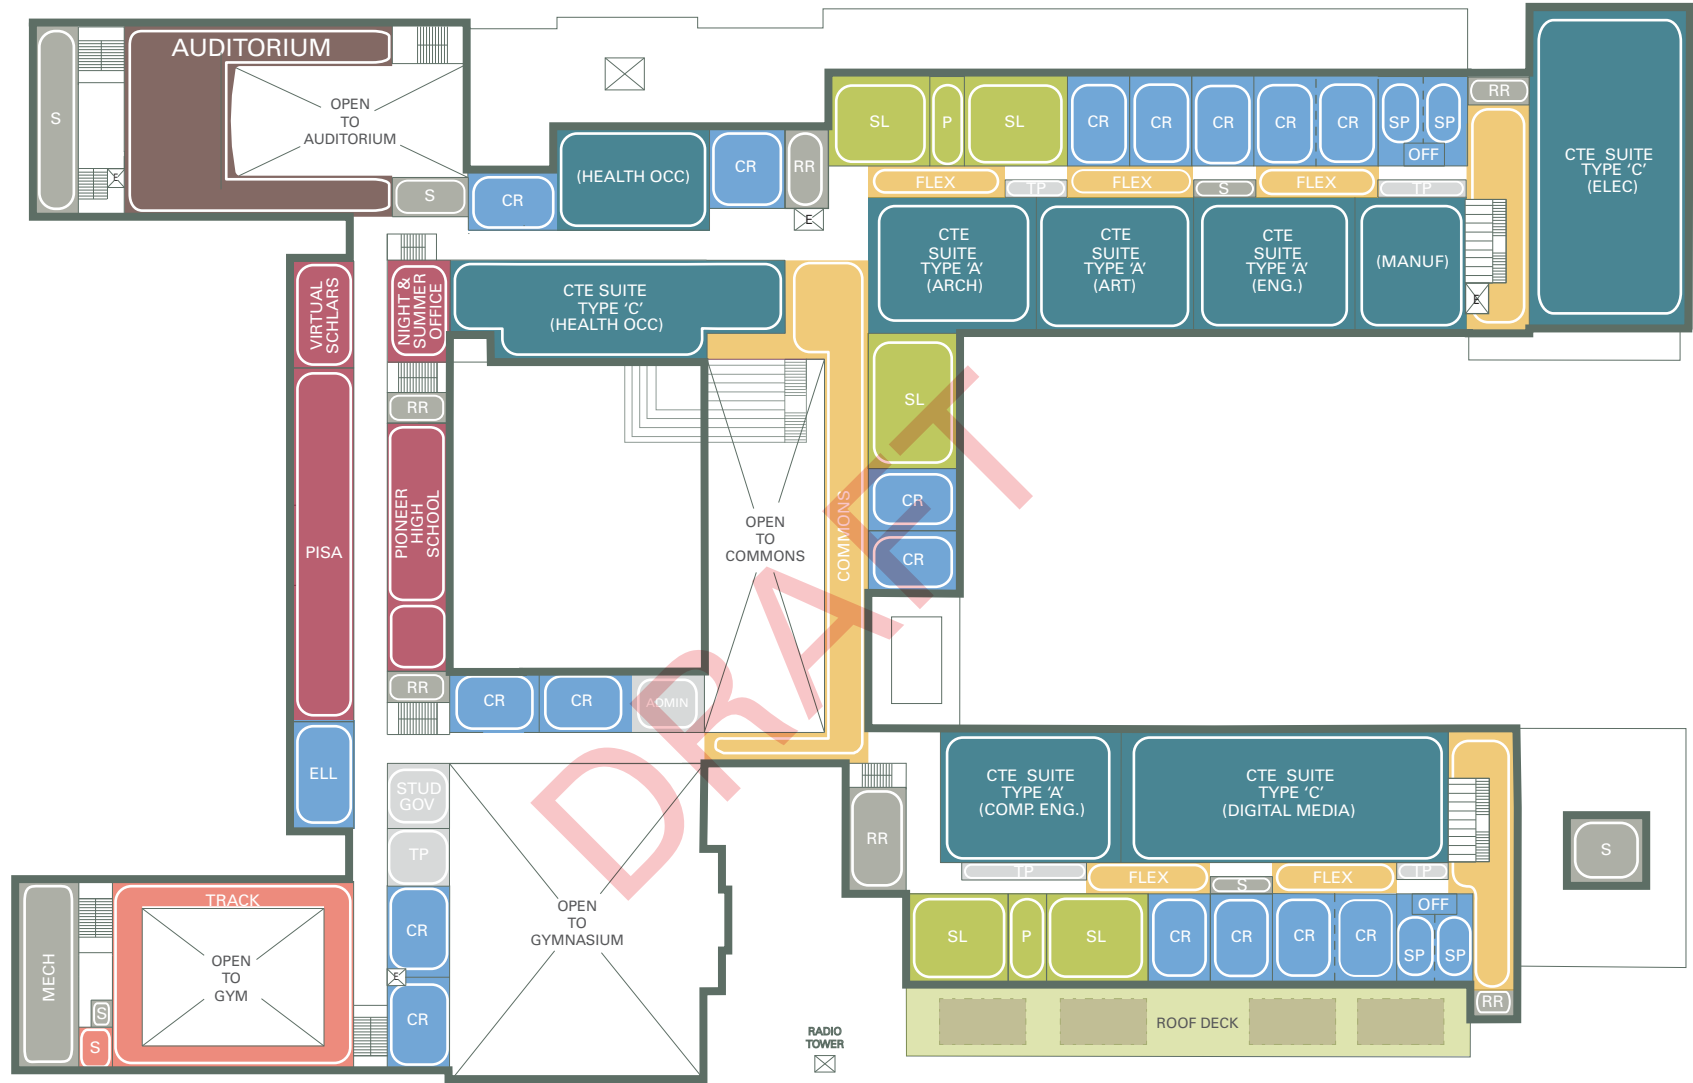 AUDITORIUM
S
OPEN
TO
AUDITORIUM
E
S
CR
(HEALTH OCC)
CR
RR
E
SL
P
SL
CR
CR
CR
CR
CR
SP
SP
OFF
RR
CTE SUITE
TYPE 'C'
(ELEC)
FLEX
TP
FLEX
S
FLEX
TP
CTE
SUITE
TYPE 'A'
(ARCH)
CTE
SUITE
TYPE 'A'
(ART)
CTE
SUITE
TYPE 'A'
(ENG.)
(MANUF)
E
VIRTUAL
SCHLARS
NIGHT &
SUMMER
OFFICE
CTE SUITE
TYPE 'C'
(HEALTH OCC)
RR
SL
PISA
PIONEER
HIGH
SCHOOL
OPEN
TO
COMMONS
COMMONS
CR
CR
DRAFT
RR
CR
CR
ADMIN
ELL
STUD
GOV
TP
CR
E
CR
OPEN
TO
GYMNASIUM
RR
CTE SUITE
TYPE 'A'
(COMP. ENG.)
CTE SUITE
TYPE 'C'
(DIGITAL MEDIA)
TP
FLEX
S
FLEX
TP
SL
P
SL
CR
CR
CR
CR
OFF
SP
SP
RR
S
MECH
TRACK
OPEN
TO
GYM
S
S
RADIO
TOWER
ROOF DECK